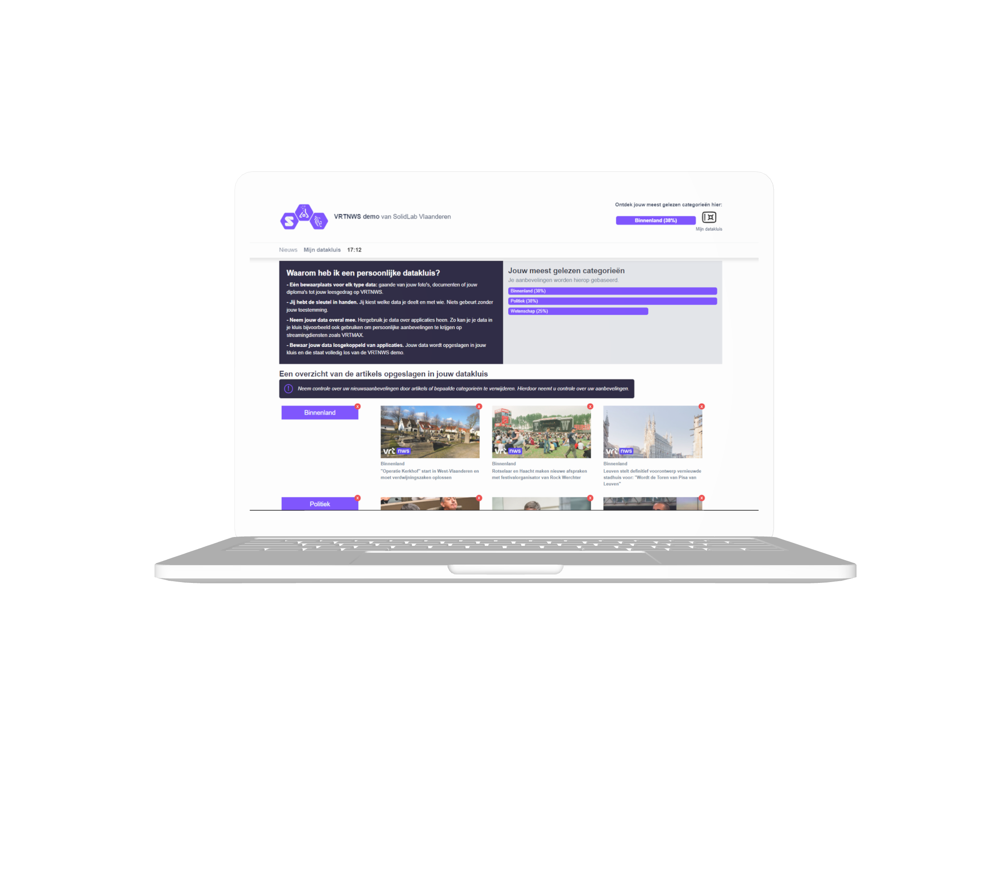 VRTNWS demo van SolidLab Vlaanderen
Ontdek jouw meest gelezen categorieën hier:
Binnenland (38%)
Mijn datakluis
Nieuws Mijn datakluis 17:12
Waarom heb ik een persoonlijke datakluis?
- Eén bewaarplaats voor elk type data: gaande van jouw foto's, documenten of jouw
diploma's tot jouw leesgedrag op VRTNWS.
- Jij hebt de sleutel in handen. Jij kiest welke data je deelt en met wie. Niets gebeurt zonder
jouw toestemming.
- Neem jouw data overal mee. Hergebruik je data over applicaties heen. Zo kan je je data in
je kluis bijvoorbeeld ook gebruiken om persoonlijke aanbevelingen te krijgen op
streamingdiensten zoals VRTMAX.
- Bewaar jouw data losgekoppeld van applicaties. Jouw data wordt opgeslagen in jouw
kluis en die staat volledig los van de VRTNWS demo.
Jouw meest gelezen categorieën
Je aanbevelingen worden hierop gebaseerd.
Binnenland (38%)
Politiek (38%)
Wetenschap (25%)
Een overzicht van de artikels opgeslagen in jouw datakluis
! Neem controle over uw nieuwsaanbevelingen door artikels of bepaalde categorieën te verwijderen. Hierdoor neemt u controle over uw aanbevelingen.
Binnenland x
x
vrt nws
Binnenland
"Operatie Kerkhof" start in West-Vlaanderen en
moet verdwijningszaken oplossen
x
T W
vrt nws
Binnenland
Rotselaar en Haacht maken nieuwe afspraken
met festivalorganisator van Rock Werchter
x
vrt nws
Binnenland
Leuven stelt definitief voorontwerp vernieuwde
stadhuis voor: "Wordt de Toren van Pisa van
Leuven"
Politiek x
x
x
x